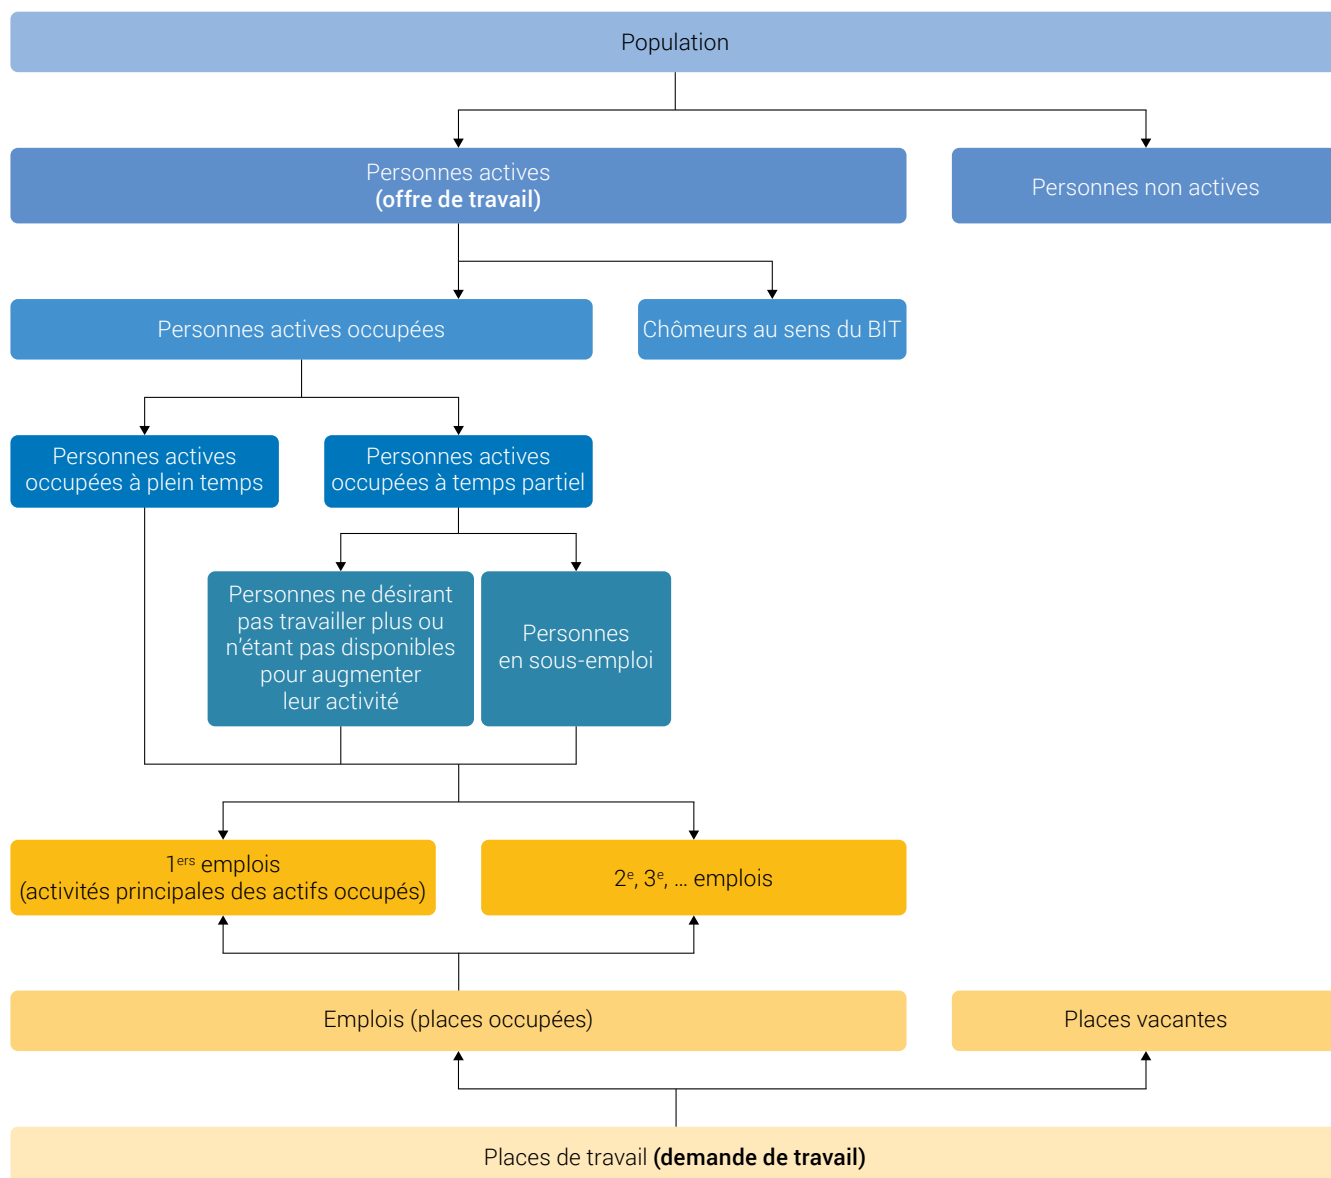 Population
Personnes actives
(offre de travail)
Personnes non actives
Personnes actives occupées
Chômeurs au sens du BIT
Personnes actives
occupées à plein temps
Personnes actives
occupées à temps partiel
Personnes ne désirant
pas travailler plus ou
n'étant pas disponibles
pour augmenter
leur activité
Personnes
en sous-emploi
1ers emplois
(activités principales des actifs occupés)
2e, 3e, … emplois
Emplois (places occupées)
Places vacantes
Places de travail (demande de travail)